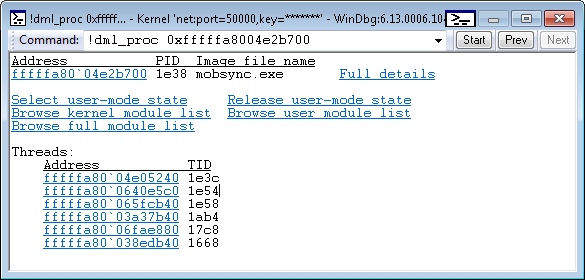 !dml_proc 0xfffff... - Kernel 'net:port=50000,key=*******' - WinDbg:6.13.0006.10
Command: !dml_proc 0xfffffa8004e2b700 Start Prev Next
Address PID Image file name
fffffa80`04e2b700 1e38 mobsync.exe Full details
Select user-mode state Release user-mode state
Browse kernel module list Browse user module list
Browse full module list
Threads:
Address TID
fffffa80`04e05240 1e3c
fffffa80`0640e5c0 1e54
fffffa80`065fcb40 1e58
fffffa80`03a37b40 1ab4
fffffa80`06fae880 17c8
fffffa80`038edb40 1668